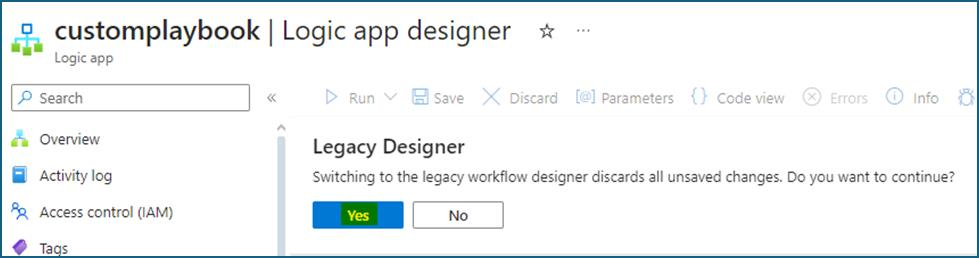 customplaybook | Logic app designer
Logic app
Search
Run Save Discard Parameters Code view Errors Info
Overview
Activity log
Access control (IAM)
Tags
Legacy Designer
Switching to the legacy workflow designer discards all unsaved changes. Do you want to continue?
Yes No